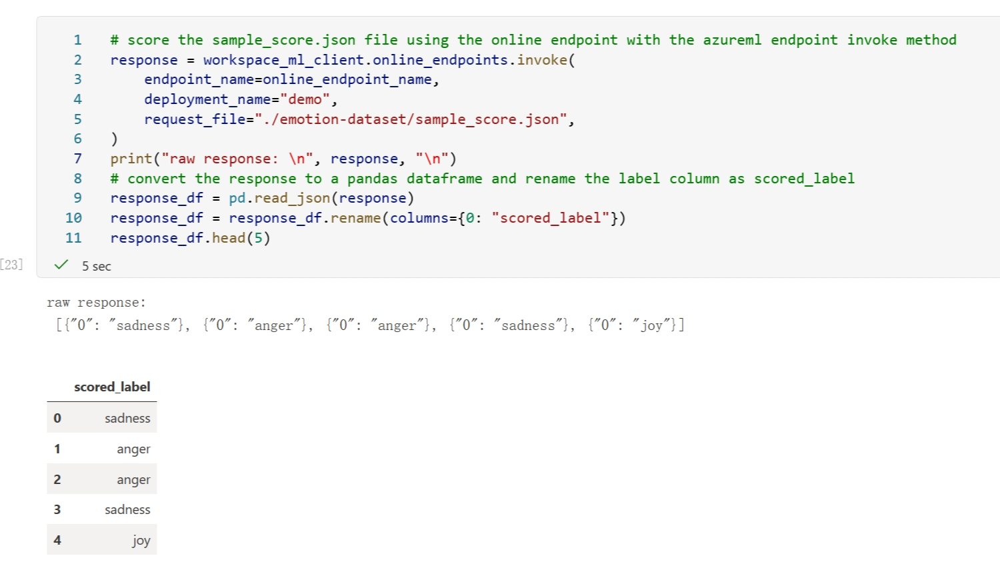 1 # score the sample_score.json file using the online endpoint with the azureml endpoint invoke method
2 response = workspace_ml_client.online_endpoints.invoke(
3     endpoint_name=online_endpoint_name,
4     deployment_name="demo",
5     request_file="./emotion-dataset/sample_score.json",
6 )
7 print("raw response: \n", response, "\n")
8 # convert the response to a pandas dataframe and rename the label column as scored_label
9 response_df = pd.read_json(response)
10 response_df = response_df.rename(columns={0: "scored_label"})
11 response_df.head(5)
[23] ✓ 5 sec
raw response:
[{"0": "sadness"}, {"0": "anger"}, {"0": "anger"}, {"0": "sadness"}, {"0": "joy"}]
scored_label
0 sadness
1 anger
2 anger
3 sadness
4 joy